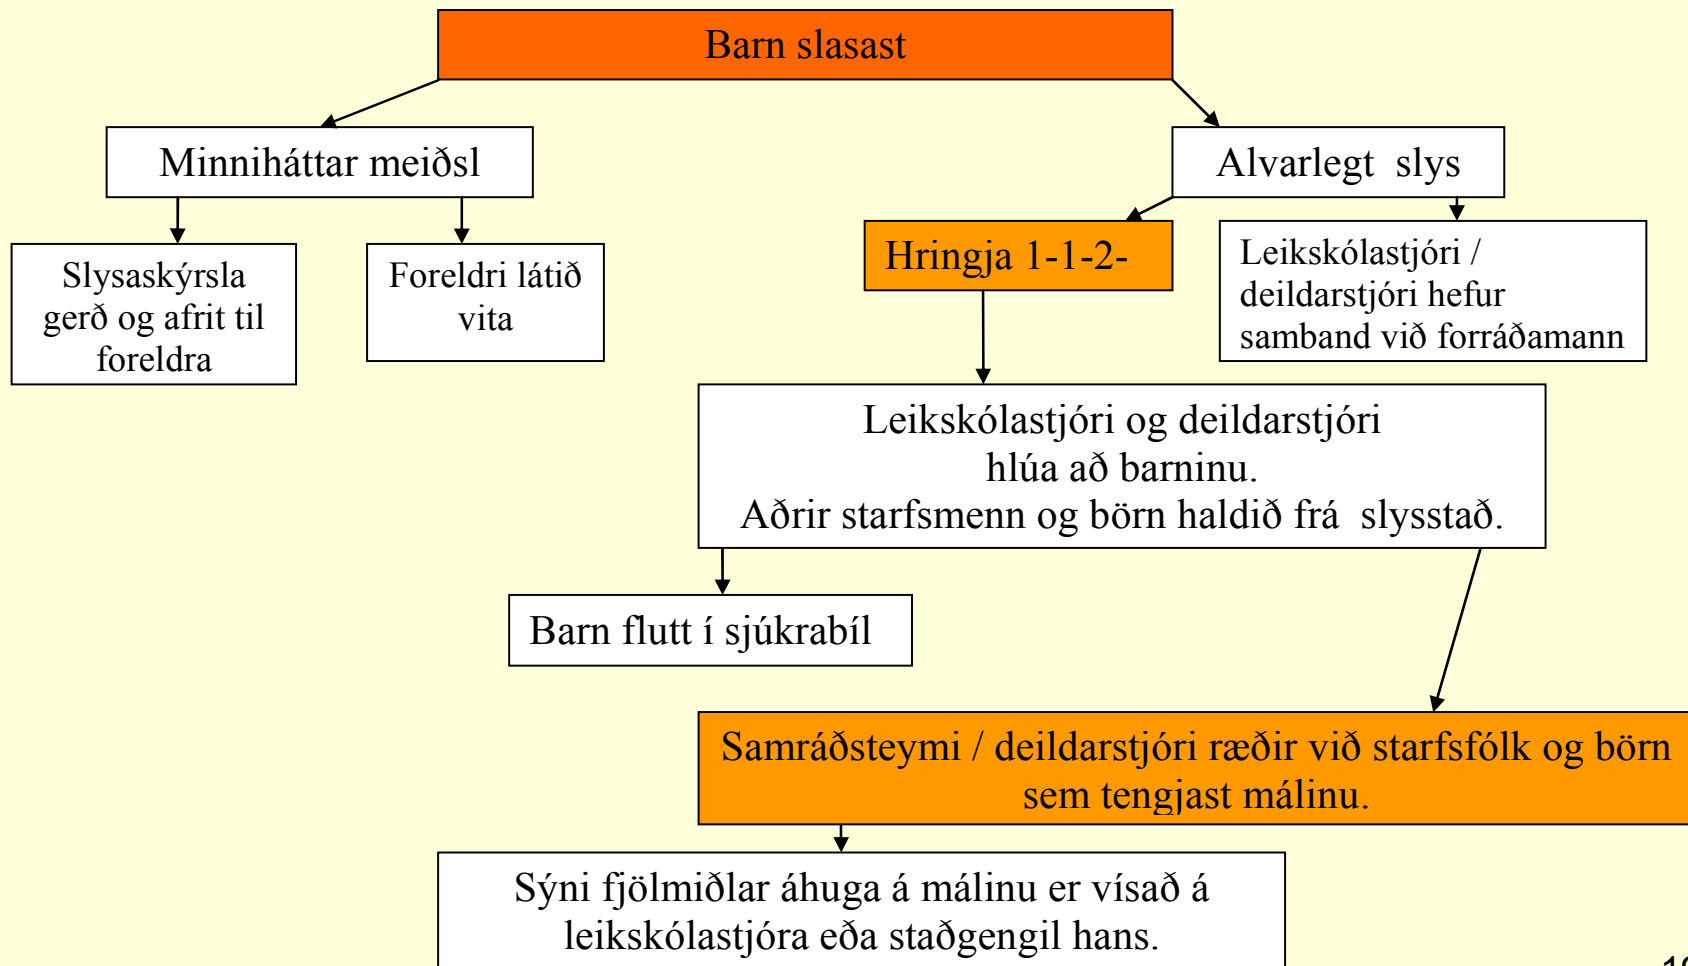 Barn slasast
Minniháttar meiðsl
Alvarlegt slys
Slysaskýrsla
gerð og afrit til
foreldra
Foreldri látið
vita
Hringja 1-1-2-
Leikskólastjóri /
deildarstjóri hefur
samband við forráðamann
Leikskólastjóri og deildarstjóri
hlúa að barninu.
Aðrir starfsmenn og börn haldið frá slysstað.
Barn flutt í sjúkrabíl
Samráðsteymi / deildarstjóri ræðir við starfsfólk og börn
sem tengjast málinu.
Sýni fjölmiðlar áhuga á málinu er vísað á
leikskólastjóra eða staðgengil hans.